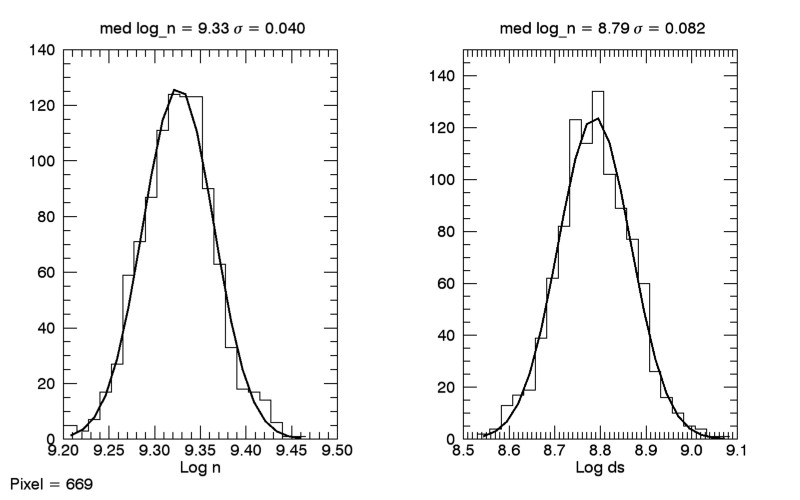 med log_n = 9.33 σ = 0.040
140
120
100
80
60
40
20
0
9.20 9.25 9.30 9.35 9.40 9.45 9.50
Log n
med log_n = 8.79 σ = 0.082
140
120
100
80
60
40
20
0
8.5 8.6 8.7 8.8 8.9 9.0 9.1
Log ds
Pixel = 669